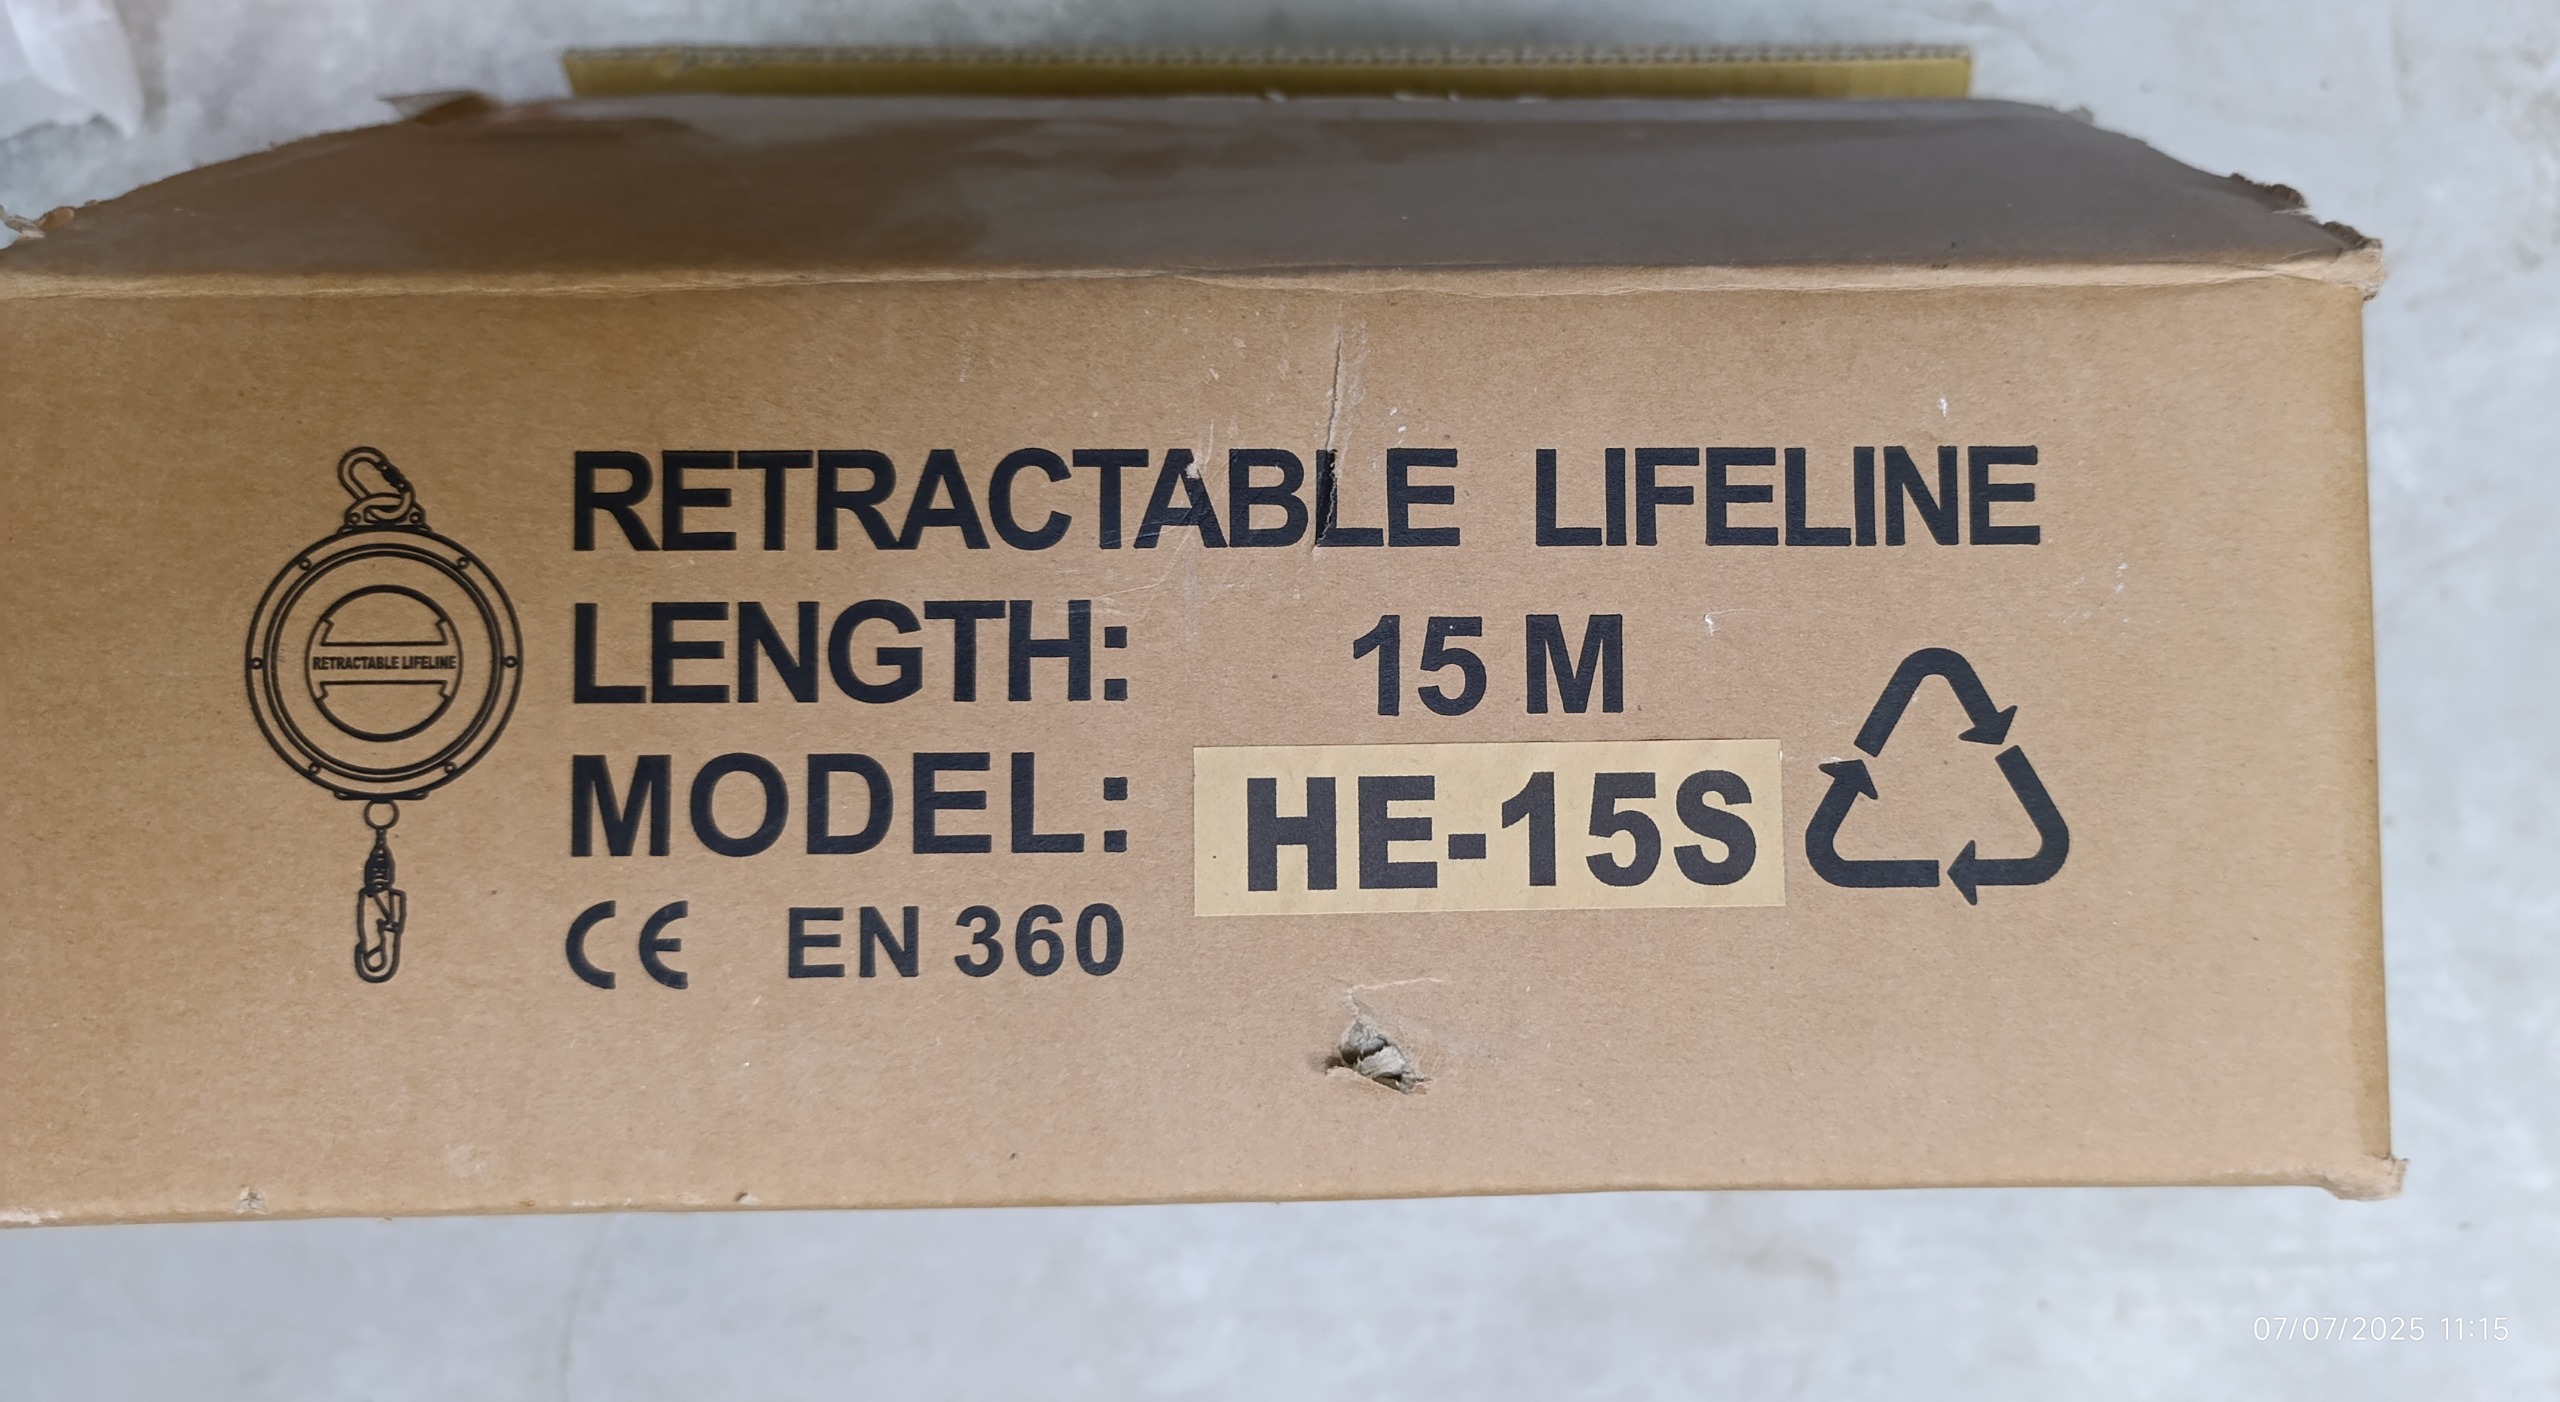 RETRACTABLE LIFELINE
LENGTH: 15 M
MODEL: HE-15S
CE EN 360
RETRACTABLE LIFELINE
07/07/2025 11:15